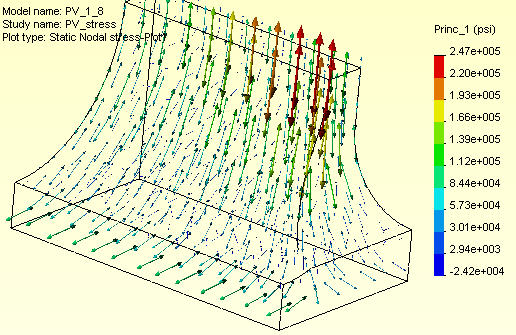 Model name: PV_1_8
Study name: PV_stress
Plot type: Static Nodal stress-Plot7
Princ_1 (psi)
2.47e+005
2.20e+005
1.93e+005
1.66e+005
1.39e+005
1.12e+005
8.44e+004
5.73e+004
3.01e+004
2.94e+003
-2.42e+004